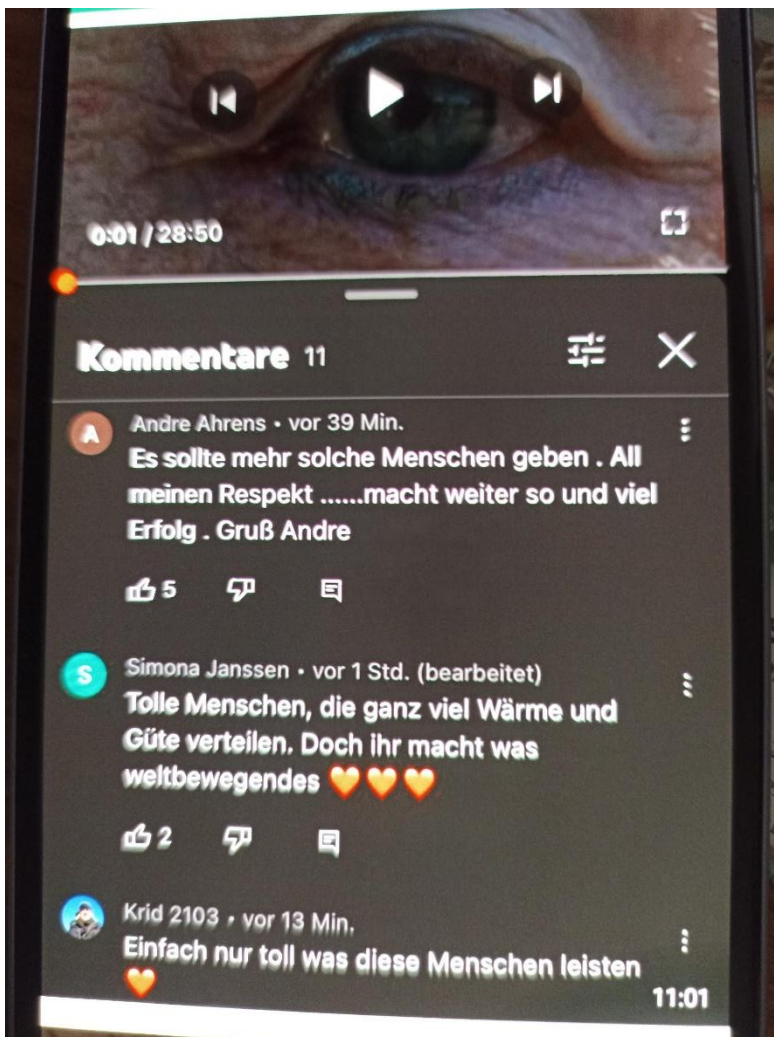 0:01 / 28:50
Kommentare 11
A
Andre Ahrens • vor 39 Min.
Es sollte mehr solche Menschen geben . All
meinen Respekt ......macht weiter so und viel
Erfolg . Gruß Andre
5
S
Simona Janssen • vor 1 Std. (bearbeitet)
Tolle Menschen, die ganz viel Wärme und
Güte verteilen. Doch ihr macht was
weltbewegendes 🧡🧡🧡
2
Krid 2103 • vor 13 Min.
Einfach nur toll was diese Menschen leisten
🧡
11:01